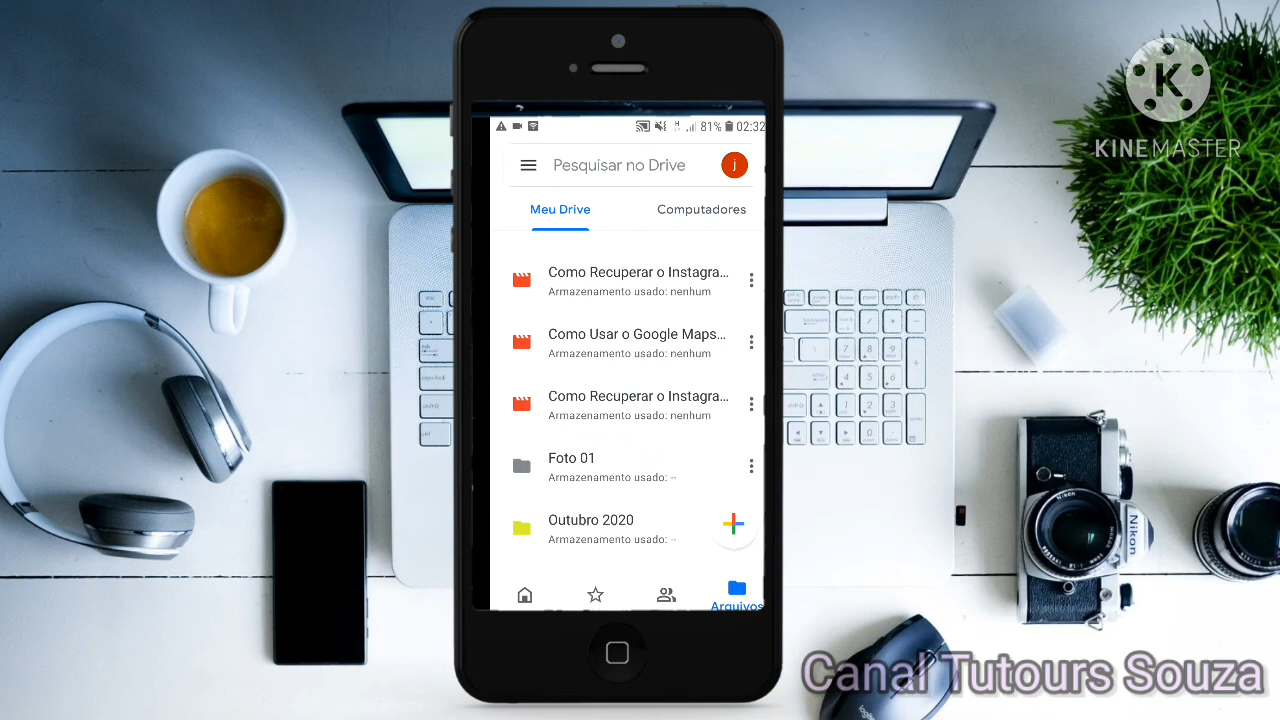 81% 02:32
Pesquisar no Drive
j
Meu Drive
Computadores
Como Recuperar o Instagra...
Armazenamento usado: nenhum
Como Usar o Google Maps...
Armazenamento usado: nenhum
Como Recuperar o Instagra...
Armazenamento usado: nenhum
Foto 01
Armazenamento usado: --
Outubro 2020
Armazenamento usado: --
Arquivos
K
KINEMASTER
Nikon
Nikon
Canal Tutours Souza